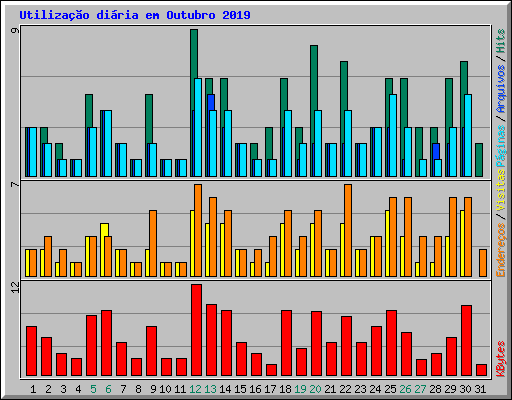 Utilização diária em Outubro 2019
9
7
12
Páginas / Arquivos / Hits
Endereços / Visitas
KBytes
1 2 3 4 5 6 7 8 9 10 11 12 13 14 15 16 17 18 19 20 21 22 23 24 25 26 27 28 29 30 31